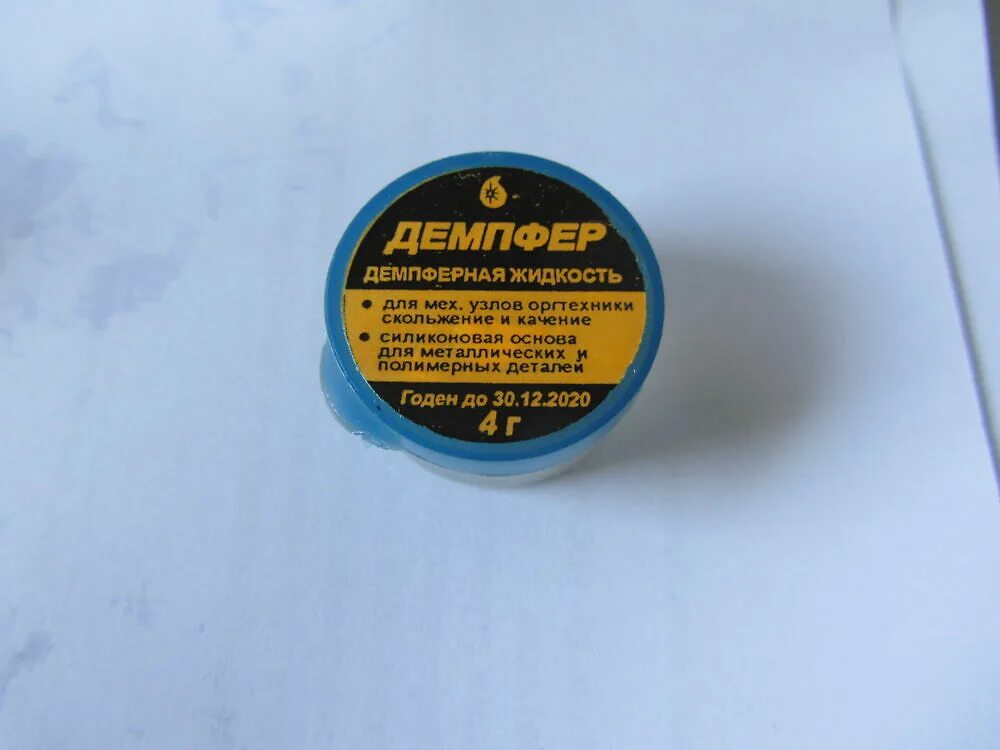 ДЕМПФЕР
ДЕМПФЕРНАЯ ЖИДКОСТЬ
• для мех. узлов оргтехники
скольжение и качение
• силиконовая основа
для металлических и
полимерных деталей
Годен до 30.12.2020
4 г